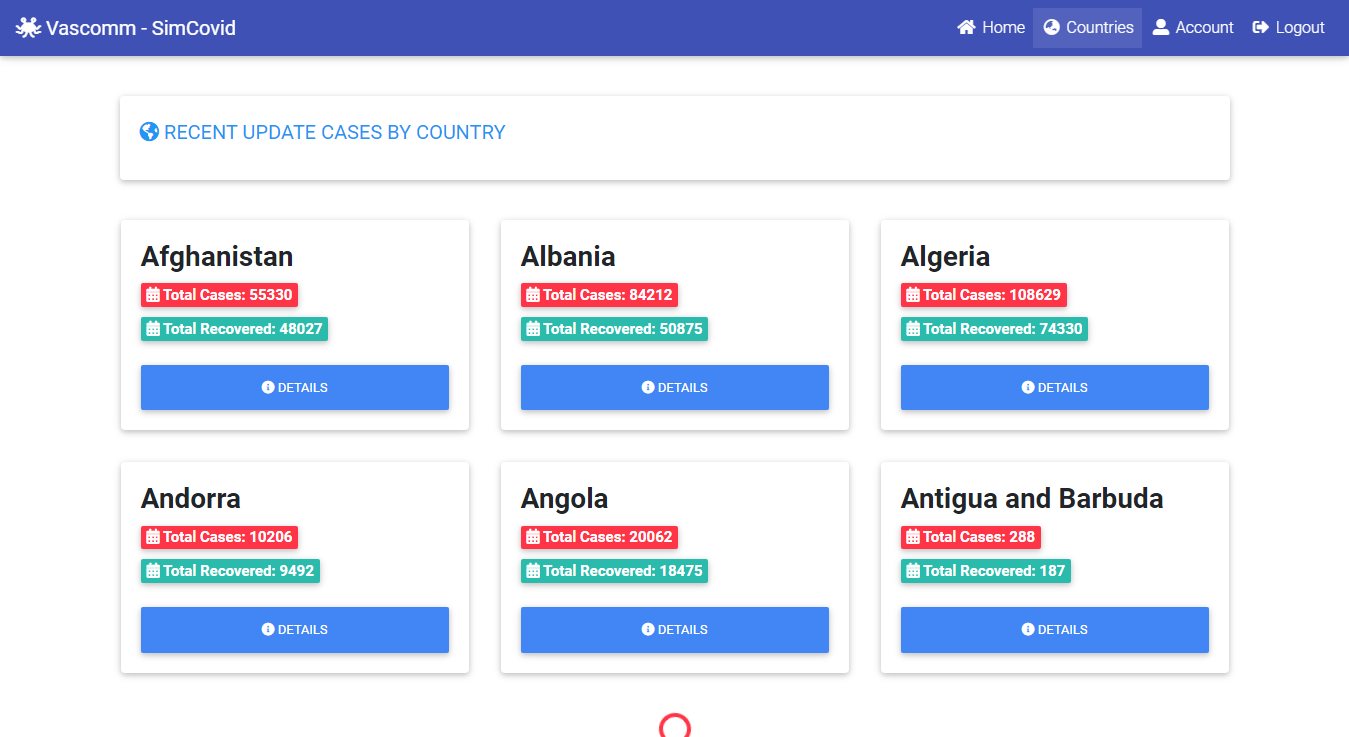 Vascomm - SimCovid
Home
Countries
Account
Logout
RECENT UPDATE CASES BY COUNTRY
Afghanistan
Total Cases: 55330
Total Recovered: 48027
DETAILS
Albania
Total Cases: 84212
Total Recovered: 50875
DETAILS
Algeria
Total Cases: 108629
Total Recovered: 74330
DETAILS
Andorra
Total Cases: 10206
Total Recovered: 9492
DETAILS
Angola
Total Cases: 20062
Total Recovered: 18475
DETAILS
Antigua and Barbuda
Total Cases: 288
Total Recovered: 187
DETAILS